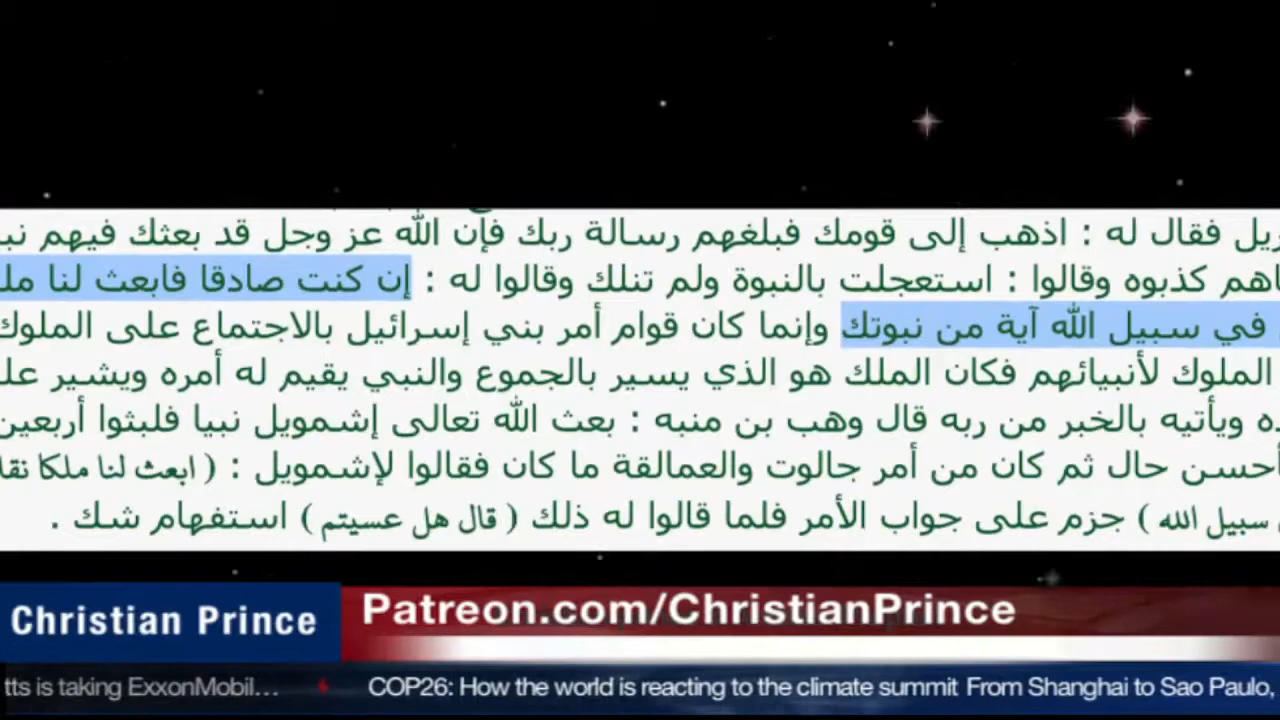 فقال له : اذهب إلى قومك فبلغهم رسالة ربك فإن الله عز وجل قد بعثك فيهم
كذبوه وقالوا : استعجلت بالنبوة ولم تنلك وقالوا له : إن كنت صادقا فابعث لنا
في سبيل الله آية من نبوتك وإنما كان قوام أمر بني إسرائيل بالاجتماع على الملوك
الملوك لأنبيائهم فكان الملك هو الذي يسير بالجموع والنبي يقيم له أمره ويشير
ويأتيه بالخبر من ربه قال وهب بن منبه : بعث الله تعالى إشمويل نبيا فلبثوا أربعين
أحسن حال ثم كان من أمر جالوت والعمالقة ما كان فقالوا لإشمويل : ( ابعث لنا ملكا
سبيل الله ) جزم على جواب الأمر فلما قالوا له ذلك ( قال هل عسيتم ) استفهام شك .
Christian Prince
Patreon.com/ChristianPrince
tts is taking ExxonMobil... COP26: How the world is reacting to the climate summit From Shanghai to Sao Paulo,